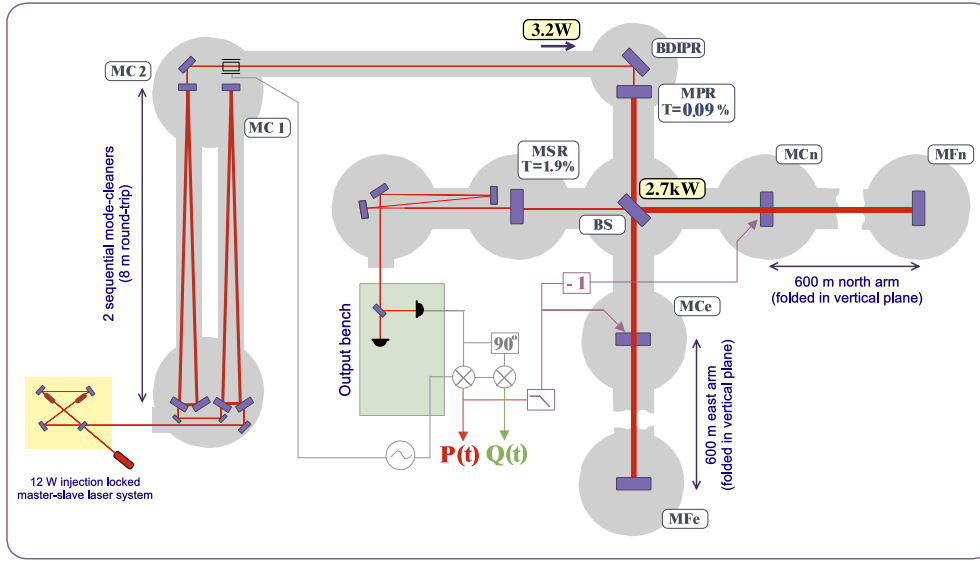 3.2W
BDIPR
MC 2
MPR
T=0.09 %
MC 1
MSR
T=1.9%
MCn
MFn
2.7kW
BS
2 sequential mode-cleaners
(8 m round-trip)
600 m north arm
(folded in vertical plane)
- 1
MCe
Output bench
90°
600 m east arm
(folded in vertical plane)
P(t)
Q(t)
12 W injection locked
master-slave laser system
MFe